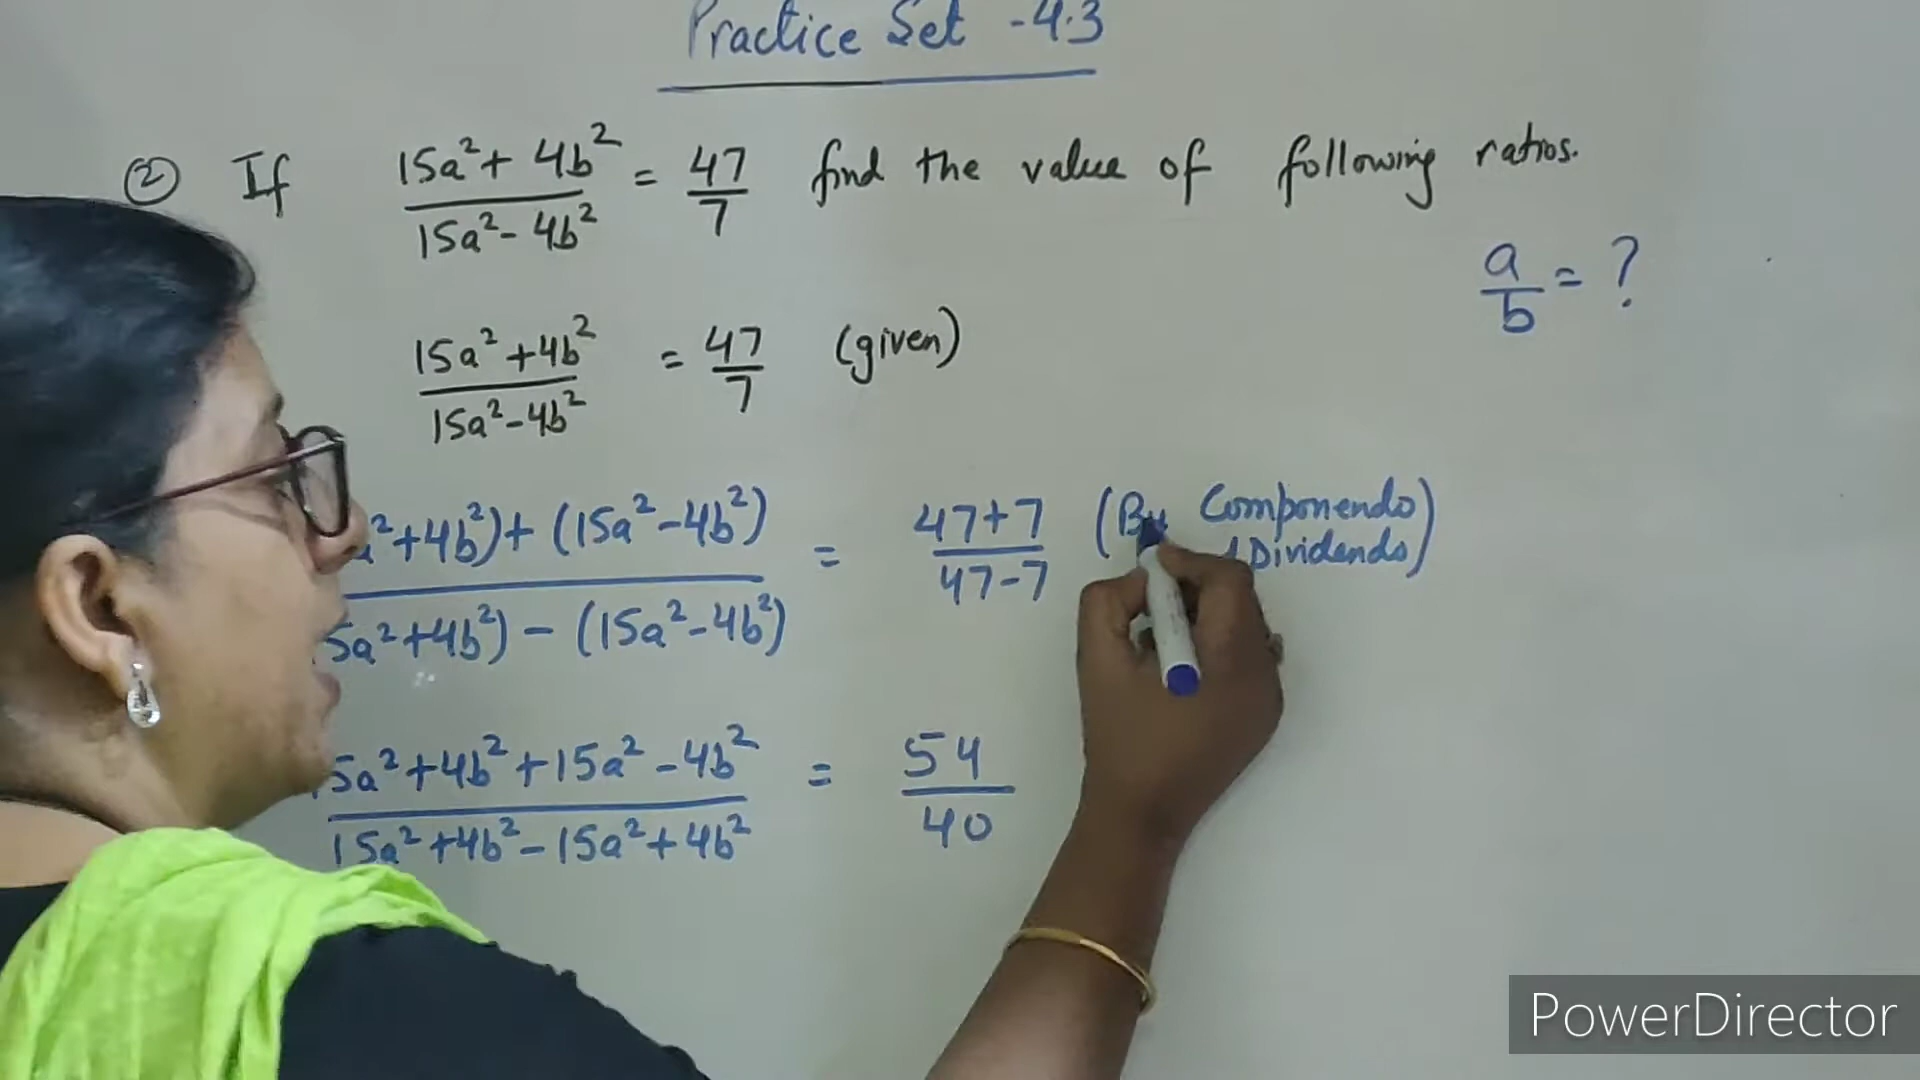 Practice Set - 4.3
② If (15a² + 4b²)/(15a² - 4b²) = 47/7 find the value of following ratios.
a/b = ?
(15a² + 4b²)/(15a² - 4b²) = 47/7 (given)
a² + 4b²) + (15a² - 4b²) = 47+7 (By Componendo
5a² + 4b²) - (15a² - 4b²) 47-7 Dividendo)
5a² + 4b² + 15a² - 4b² = 54
15a² + 4b² - 15a² + 4b² 40
PowerDirector